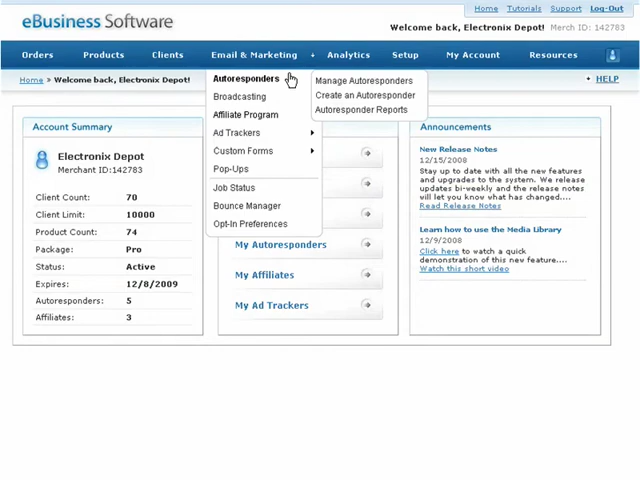 Home Tutorials Support Log-Out
eBusiness Software
Welcome back, Electronix Depot! Merch ID: 142783
Orders Products Clients Email & Marketing + Analytics Setup My Account Resources
Home » Welcome back, Electronix Depot!
+ HELP
Autoresponders
Broadcasting
Affiliate Program
Ad Trackers
Custom Forms
Pop-Ups
Job Status
Bounce Manager
Opt-In Preferences
Manage Autoresponders
Create an Autoresponder
Autoresponder Reports
Account Summary
Electronix Depot
Merchant ID:142783
Client Count: 70
Client Limit: 10000
Product Count: 74
Package: Pro
Status: Active
Expires: 12/8/2009
Autoresponders: 5
Affiliates: 3
My Autoresponders
My Affiliates
My Ad Trackers
Announcements
New Release Notes
12/15/2008
Stay up to date with all the new features
and upgrades to the system. We release
updates bi-weekly and the release notes
will let you know what has changed....
Read Release Notes
Learn how to use the Media Library
12/9/2008
Click here to watch a quick
demonstration of this new feature....
Watch this short video